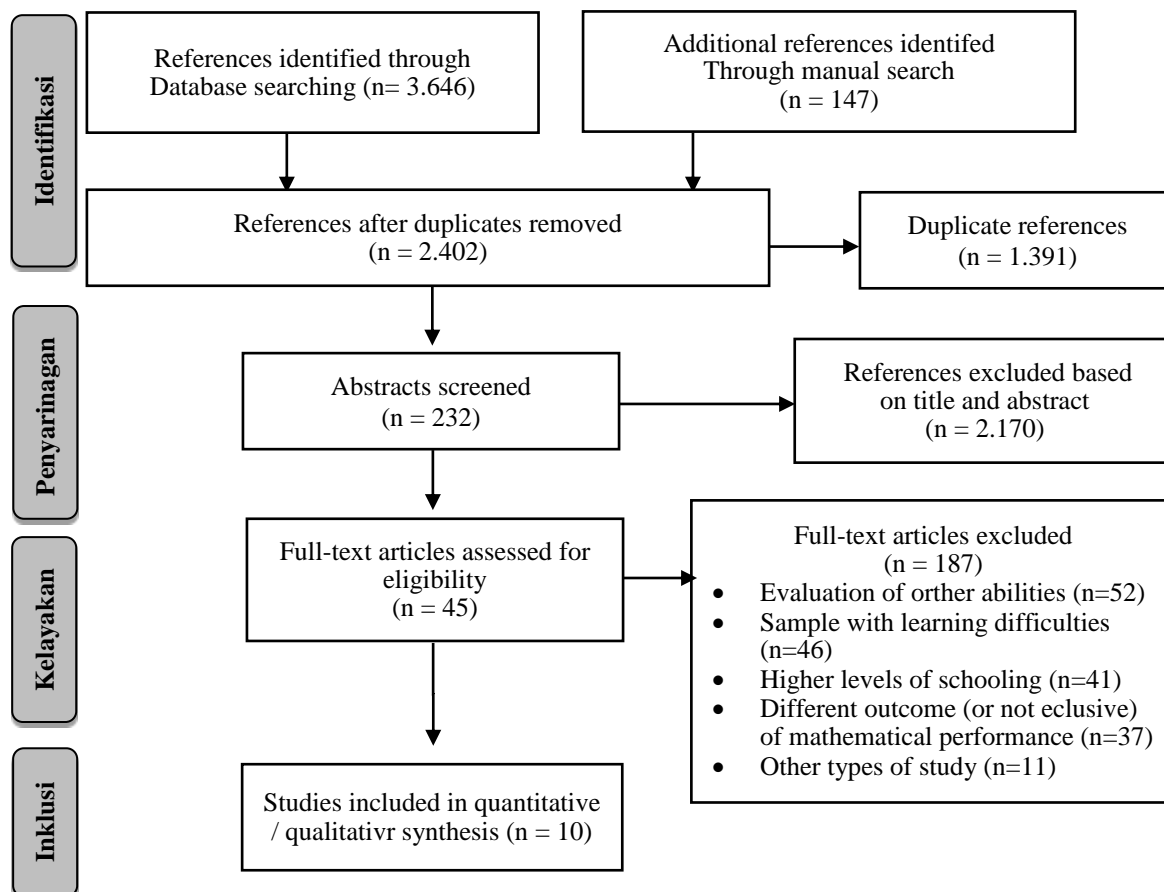 Identifikasi
References identified through
Database searching (n= 3.646)
Additional references identifed
Through manual search
(n = 147)
References after duplicates removed
(n = 2.402)
Duplicate references
(n = 1.391)
Penyarinagan
Abstracts screened
(n = 232)
References excluded based
on title and abstract
(n = 2.170)
Kelayakan
Full-text articles assessed for
eligibility
(n = 45)
Full-text articles excluded
(n = 187)
• Evaluation of orther abilities (n=52)
• Sample with learning difficulties
(n=46)
• Higher levels of schooling (n=41)
• Different outcome (or not eclusive)
of mathematical performance (n=37)
• Other types of study (n=11)
Inklusi
Studies included in quantitative
/ qualitativr synthesis (n = 10)